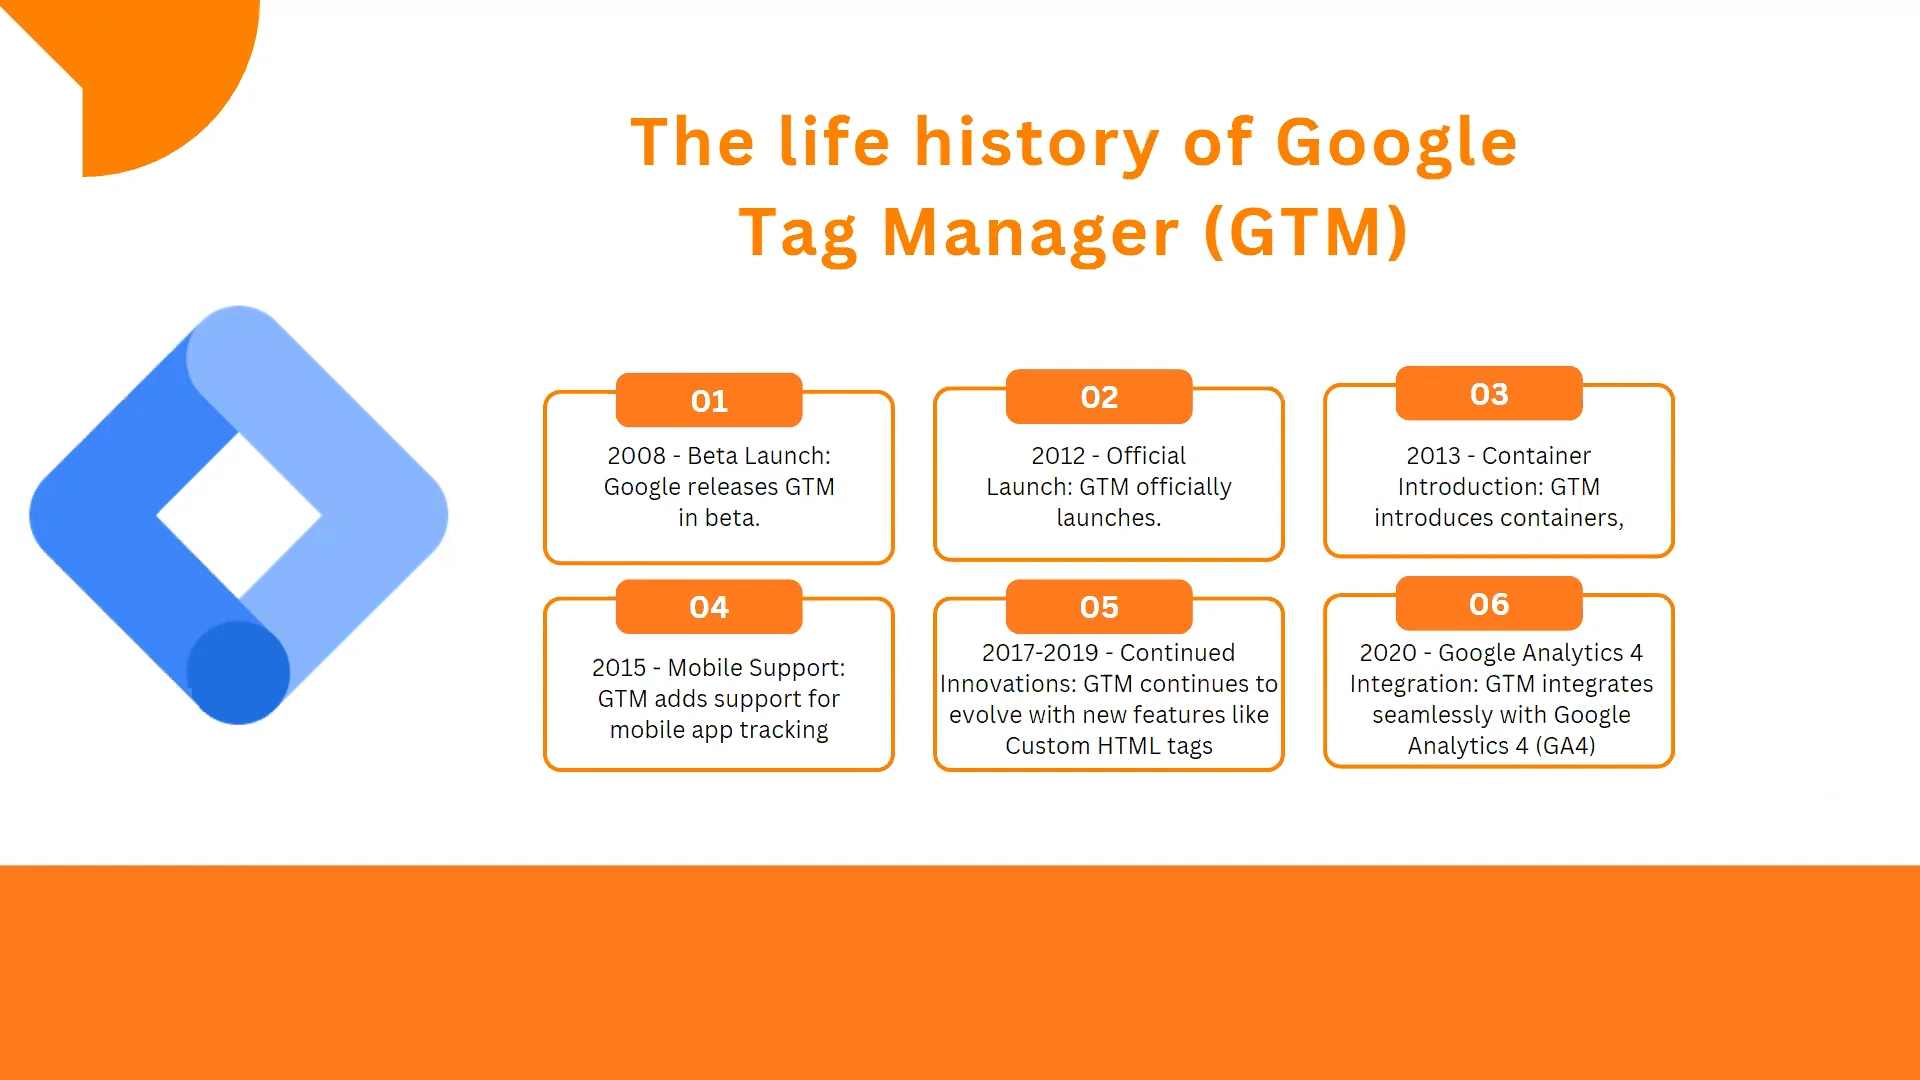 The life history of Google
Tag Manager (GTM)
01
2008 - Beta Launch:
Google releases GTM
in beta.
02
2012 - Official
Launch: GTM officially
launches.
03
2013 - Container
Introduction: GTM
introduces containers,
04
2015 - Mobile Support:
GTM adds support for
mobile app tracking
05
2017-2019 - Continued
Innovations: GTM continues to
evolve with new features like
Custom HTML tags
06
2020 - Google Analytics 4
Integration: GTM integrates
seamlessly with Google
Analytics 4 (GA4)